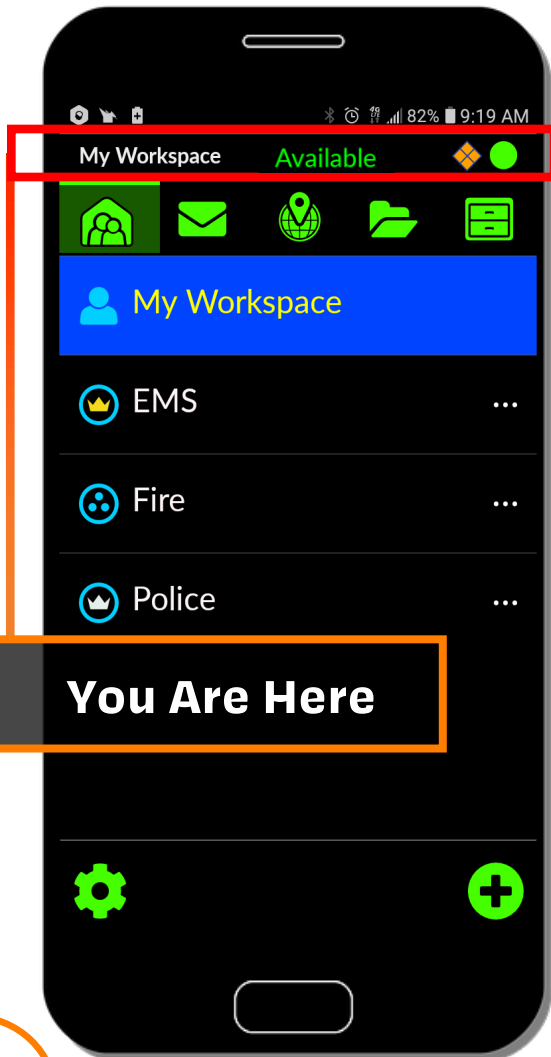 82% 9:19 AM
My Workspace Available
My Workspace
EMS ...
Fire ...
Police ...
You Are Here